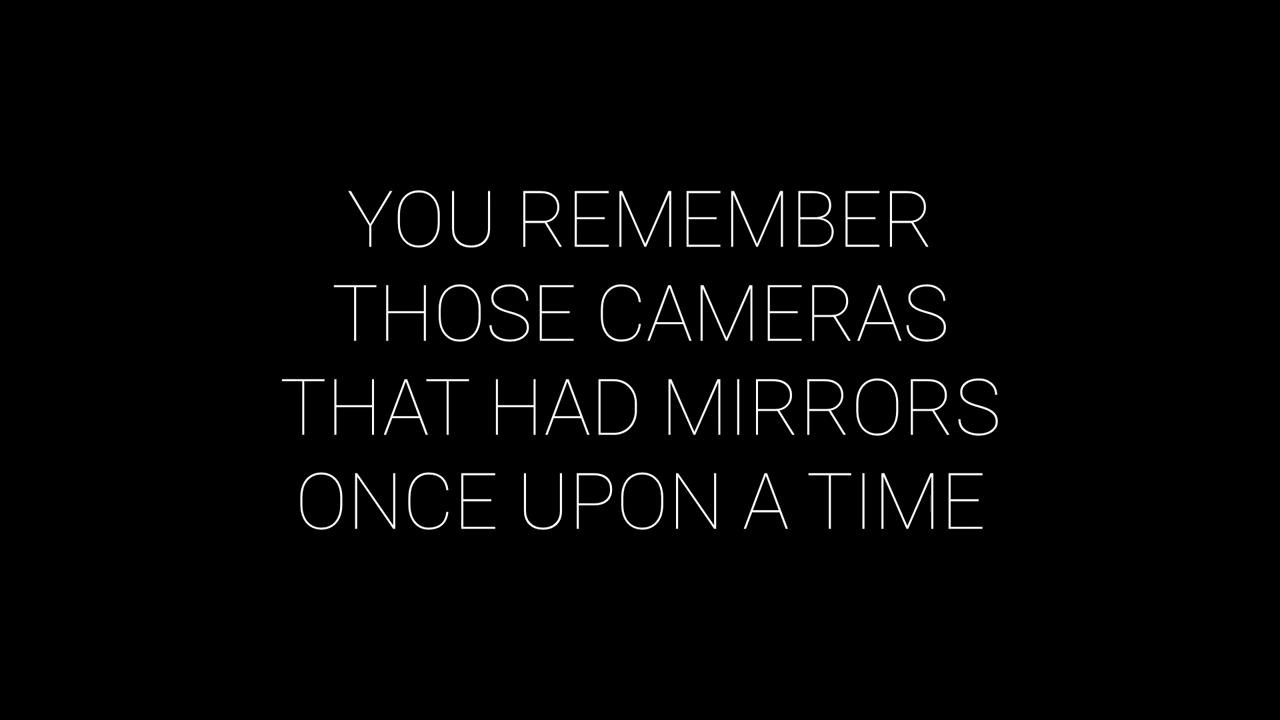 YOU REMEMBER
THOSE CAMERAS
THAT HAD MIRRORS
ONCE UPON A TIME